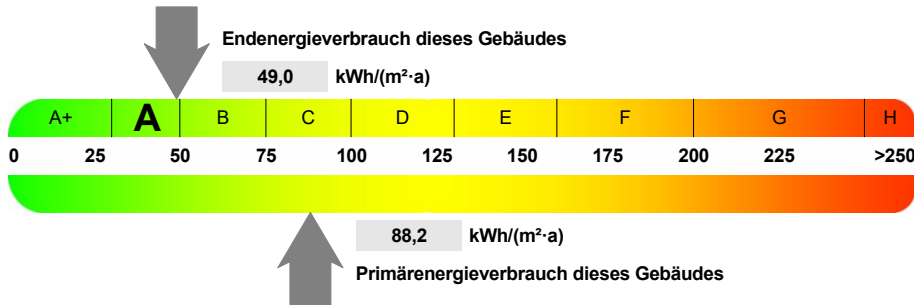 Endenergieverbrauch dieses Gebäudes
49,0 kWh/(m²·a)
A+ A B C D E F G H
0 25 50 75 100 125 150 175 200 225 >250
88,2 kWh/(m²·a)
Primärenergieverbrauch dieses Gebäudes